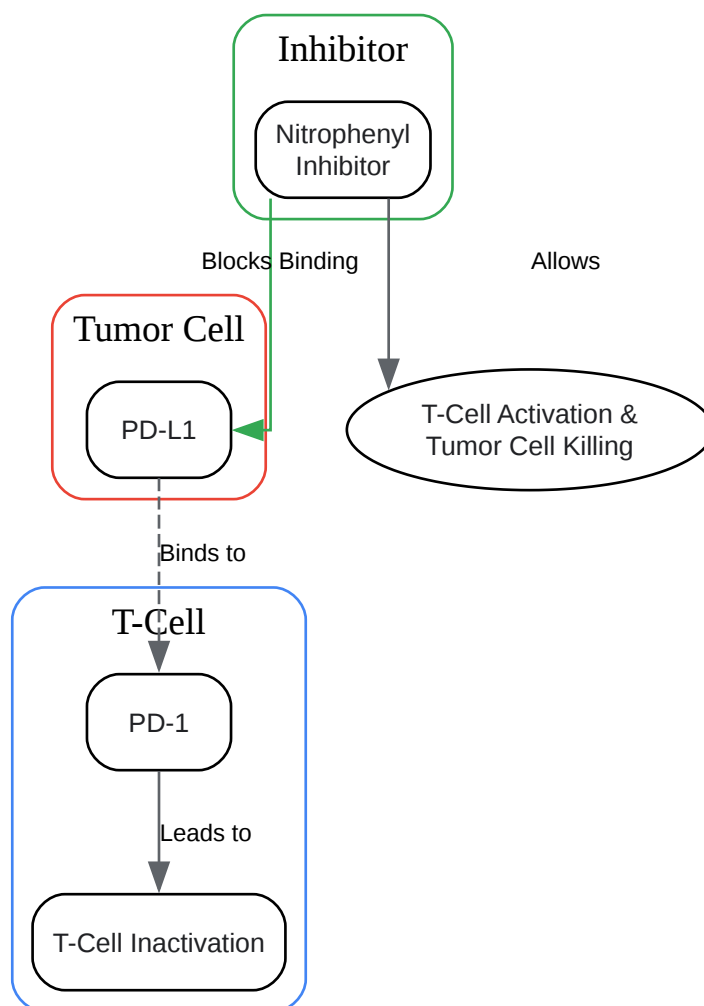 Inhibitor
Nitrophenyl
Inhibitor
Blocks Binding
Allows
Tumor Cell
PD-L1
T-Cell Activation &
Tumor Cell Killing
Binds to
T-Cell
PD-1
Leads to
T-Cell Inactivation